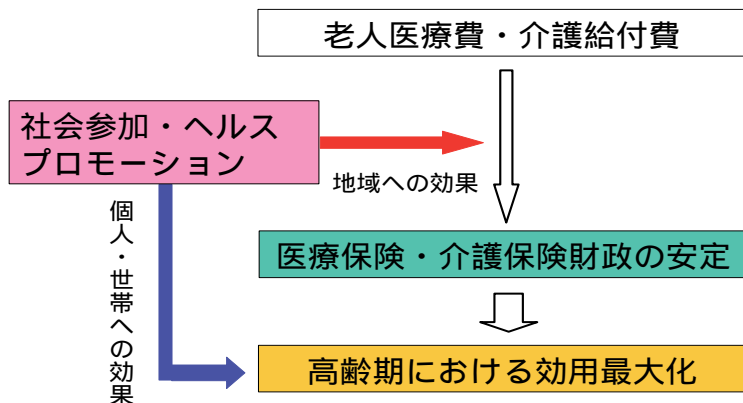 老人医療費・介護給付費
社会参加・ヘルス
プロモーション
地域への効果
個人・世帯への効果
医療保険・介護保険財政の安定
高齢期における効用最大化